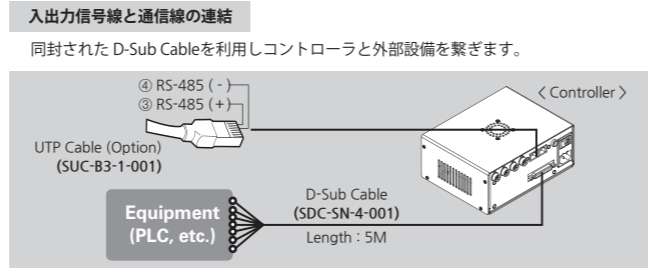 入出力信号線と通信線の連結
同封された D-Sub Cableを利用しコントローラと外部設備を繋ぎます。
④ RS-485 ( - )
③ RS-485 ( + )
〈 Controller 〉
UTP Cable (Option)
(SUC-B3-1-001)
D-Sub Cable
(SDC-SN-4-001)
Length : 5M
Equipment
(PLC, etc.)